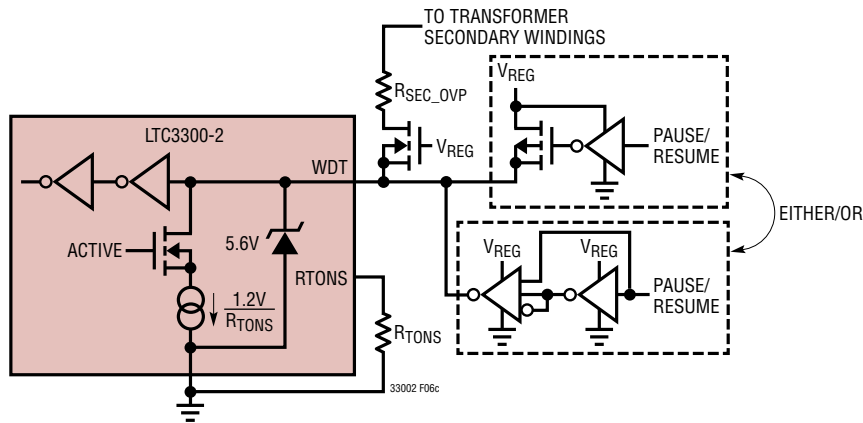 TO TRANSFORMER
SECONDARY WINDINGS
VREG
RSEC_OVP
LTC3300-2
VREG
PAUSE/
RESUME
WDT
EITHER/OR
ACTIVE
5.6V
VREG
VREG
RTONS
PAUSE/
RESUME
1.2V
RTONS
RTONS
33002 F06c